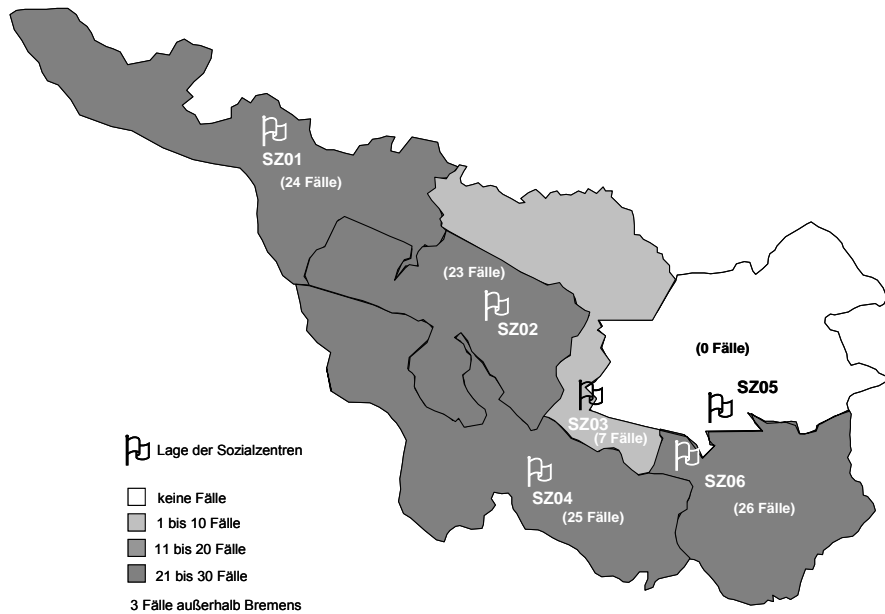 SZ01
(24 Fälle)
(23 Fälle)
SZ02
(0 Fälle)
SZ05
SZ03
(7 Fälle)
SZ04
(25 Fälle)
SZ06
(26 Fälle)
Lage der Sozialzentren
keine Fälle
1 bis 10 Fälle
11 bis 20 Fälle
21 bis 30 Fälle
3 Fälle außerhalb Bremens